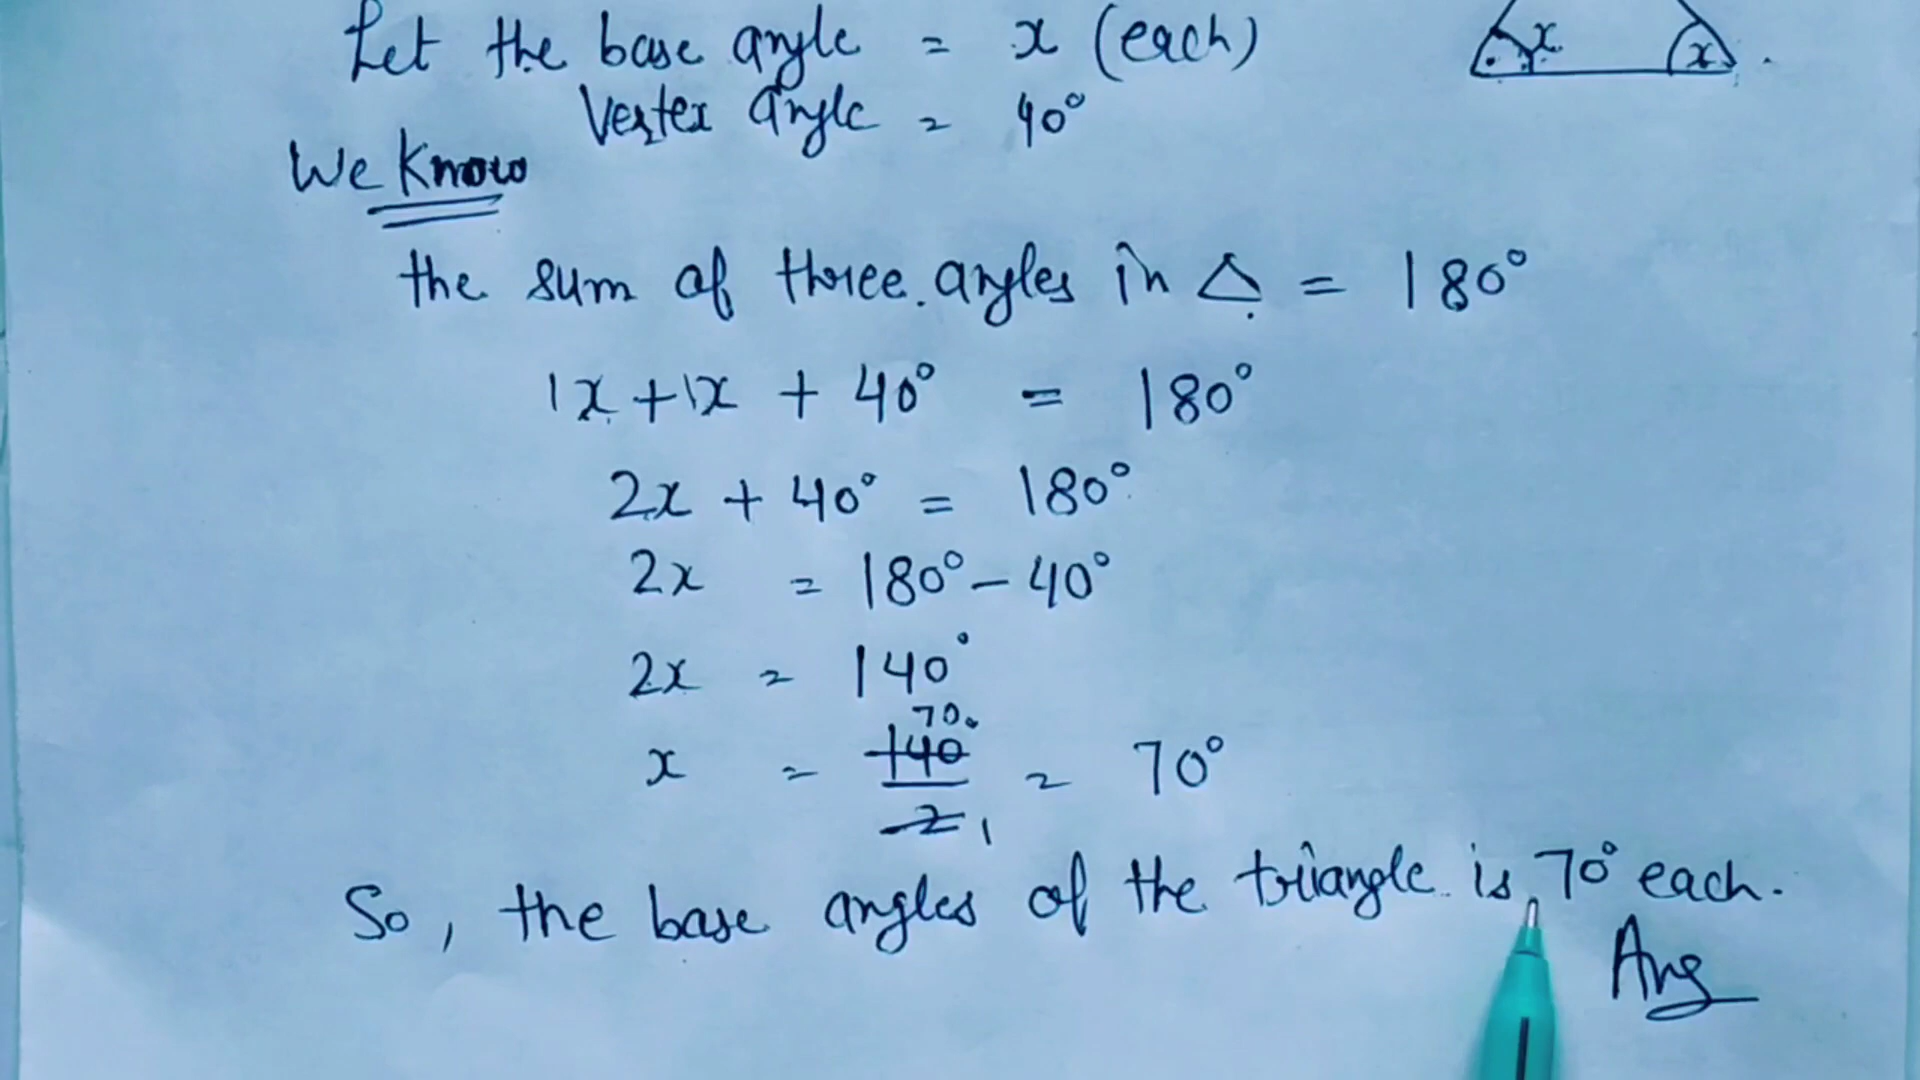 Let the base angle = x (each)
x x
Vertex angle = 40°
We Know
the sum of three angles in △ = 180°
1x + 1x + 40° = 180°
2x + 40° = 180°
2x = 180° - 40°
2x = 140°
70
x = 140 = 70°
2 1
So, the base angles of the triangle is 70° each.
Ans